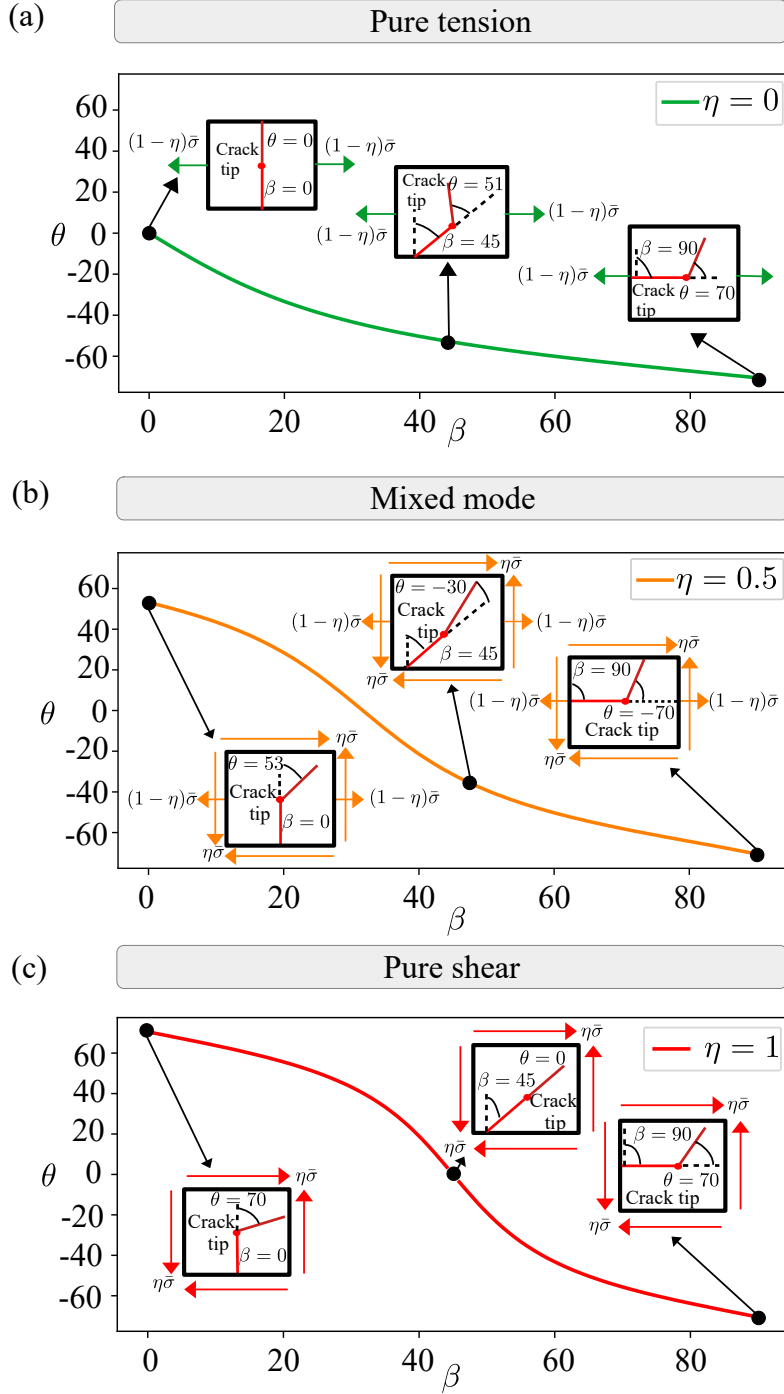 (a)
Pure tension
60
40
20
0
-20
-40
-60
θ
η = 0
(1 − η)σ̄
Crack
tip
θ = 0
β = 0
(1 − η)σ̄
(1 − η)σ̄
Crack
tip
θ = 51
β = 45
(1 − η)σ̄
(1 − η)σ̄
β = 90
Crack
tip
θ = 70
0
20
40
60
80
β
(b)
Mixed mode
60
40
20
0
-20
-40
-60
θ
η = 0.5
ησ̄
(1 − η)σ̄
θ = −30
Crack
tip
β = 45
(1 − η)σ̄
ησ̄
ησ̄
(1 − η)σ̄
β = 90
θ = −70
Crack tip
(1 − η)σ̄
ησ̄
ησ̄
(1 − η)σ̄
θ = 53
Crack
tip
β = 0
(1 − η)σ̄
ησ̄
0
20
40
60
80
β
(c)
Pure shear
60
40
20
0
-20
-40
-60
θ
η = 1
ησ̄
θ = 0
β = 45
Crack
tip
ησ̄
ησ̄
β = 90
θ = 70
Crack tip
ησ̄
ησ̄
θ = 70
Crack
tip
β = 0
ησ̄
0
20
40
60
80
β